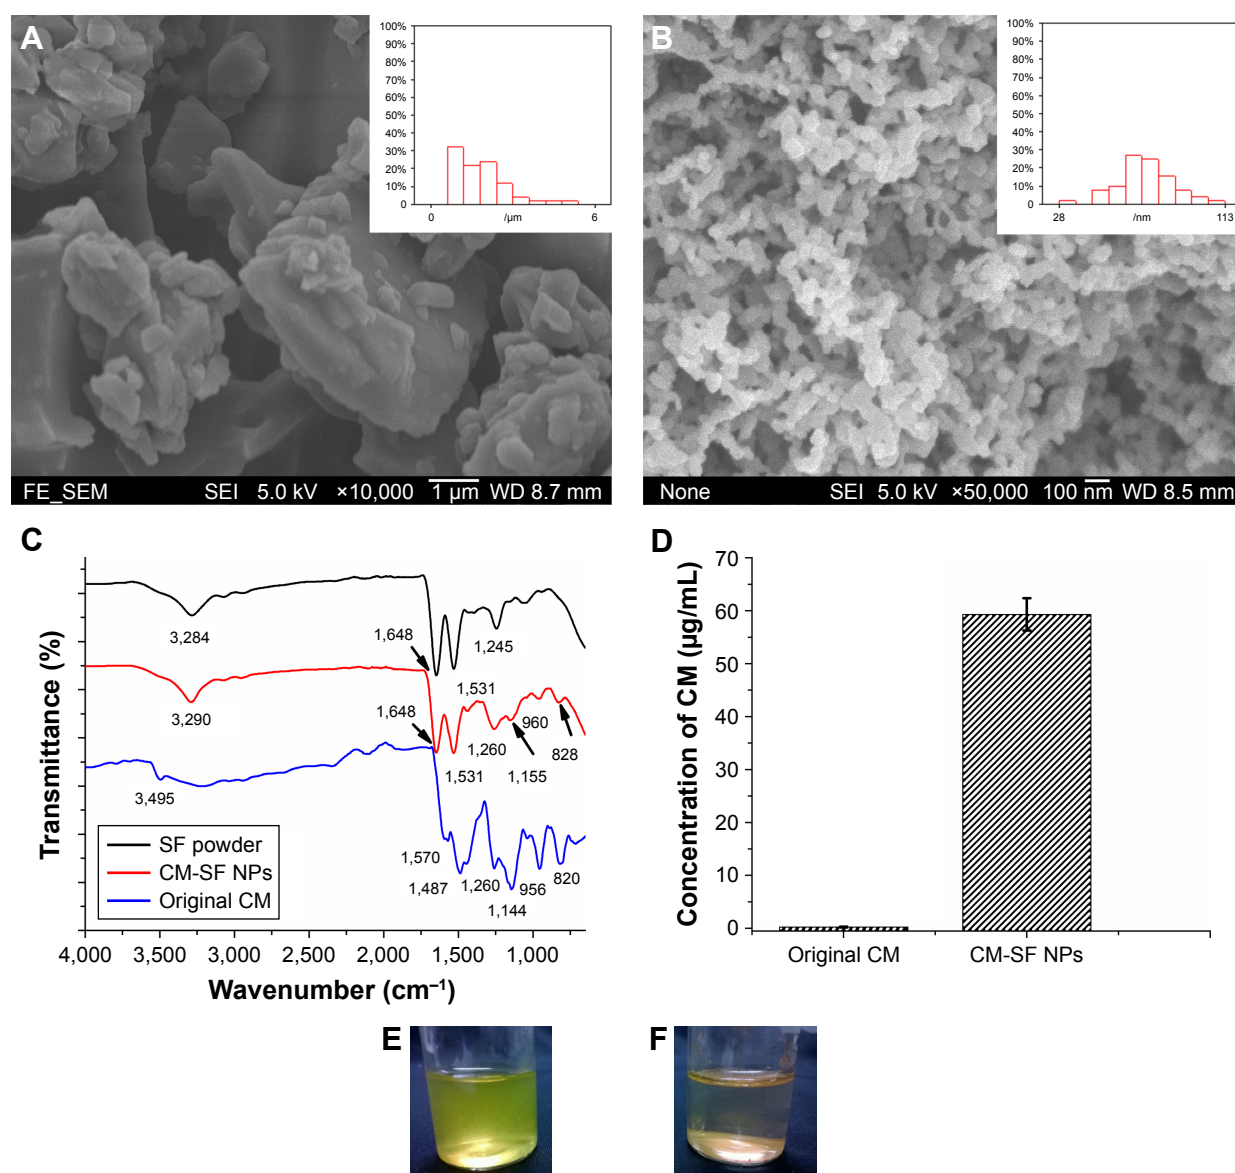 A
100%
90%
80%
70%
60%
50%
40%
30%
20%
10%
0
0 /µm 6
FE_SEM SEI 5.0 kV ×10,000 1 µm WD 8.7 mm
B
100%
90%
80%
70%
60%
50%
40%
30%
20%
10%
0
28 /nm 113
None SEI 5.0 kV ×50,000 100 nm WD 8.5 mm
C
Transmittance (%)
3,284
1,648
1,245
1,531
3,290
1,648
960
1,260
828
1,531
1,155
3,495
1,570
1,487
1,260
956
820
1,144
SF powder
CM-SF NPs
Original CM
4,000 3,500 3,000 2,500 2,000 1,500 1,000
Wavenumber (cm⁻¹)
D
Concentration of CM (µg/mL)
70
60
50
40
30
20
10
0
Original CM CM-SF NPs
E
F